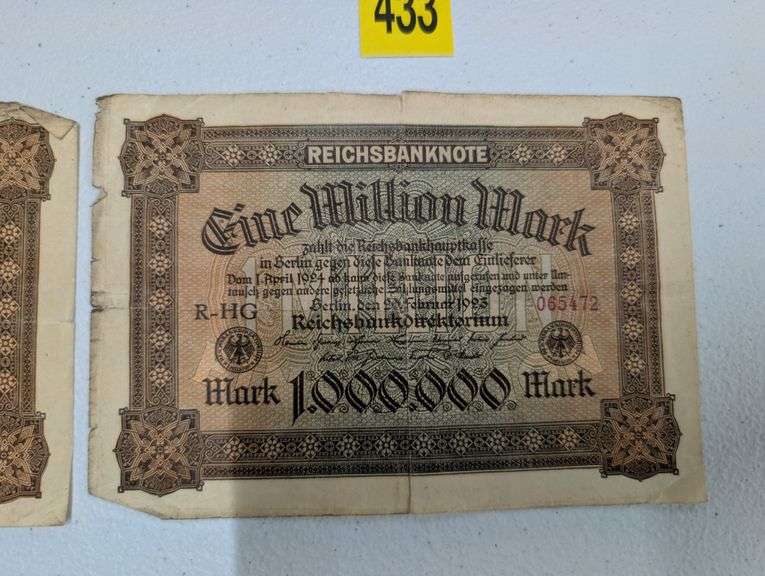 433
REICHSBANKNOTE
Eine Million Mark
zahlt die Reichsbankhauptkasse
in Berlin gegen diese Banknote dem Einlieferer
Vom 1. April 1924 ab kann diese Banknote aufgerufen und unter Um-
tausch gegen andere gesetzliche Zahlungsmittel eingezogen werden
Berlin, den 20. Februar 1923
R-HG
065472
Reichsbankdirektorium
Mark 1.000.000. Mark